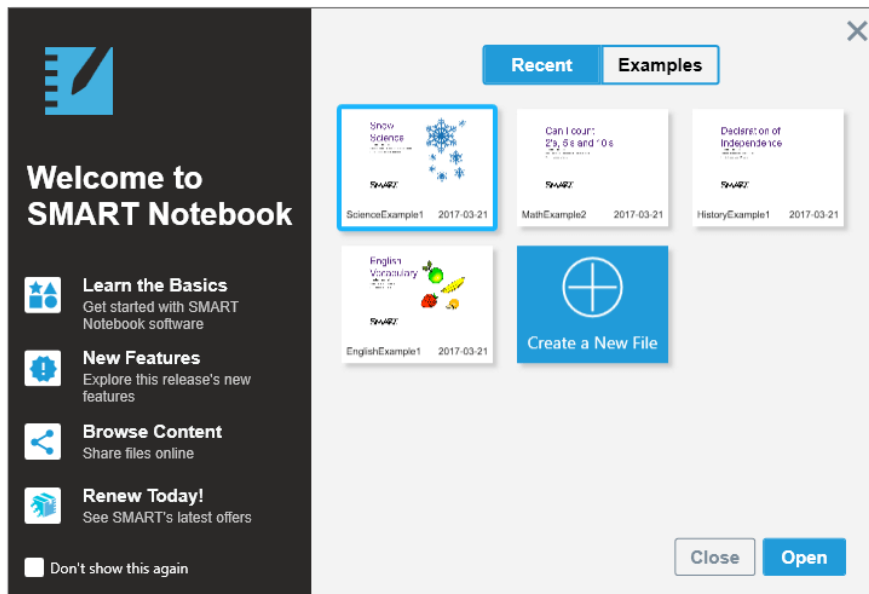 Welcome to
SMART Notebook
Learn the Basics
Get started with SMART
Notebook software
New Features
Explore this release's new
features
Browse Content
Share files online
Renew Today!
See SMART's latest offers
Don't show this again
Recent
Examples
Snow
Science
SMART
ScienceExample1 2017-03-21
Can I count
2's, 5's and 10's
SMART
MathExample2 2017-03-21
Declaration of
Independence
SMART
HistoryExample1 2017-03-21
English
Vocabulary
SMART
EnglishExample1 2017-03-21
Create a New File
Close
Open